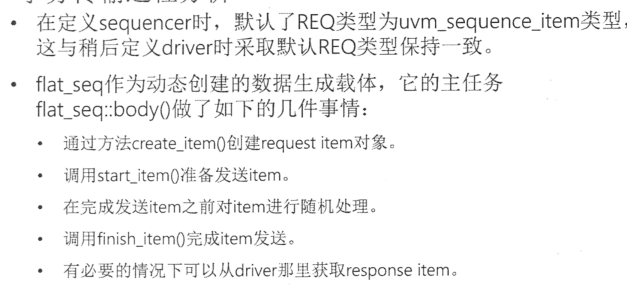 • 在定义sequencer时，默认了REQ类型为uvm_sequence_item类型，
这与稍后定义driver时采取默认REQ类型保持一致。
• flat_seq作为动态创建的数据生成载体，它的主任务
flat_seq::body()做了如下的几件事情：
• 通过方法create_item()创建request item对象。
• 调用start_item()准备发送item。
• 在完成发送item之前对item进行随机处理。
• 调用finish_item()完成item发送。
• 有必要的情况下可以从driver那里获取response item。